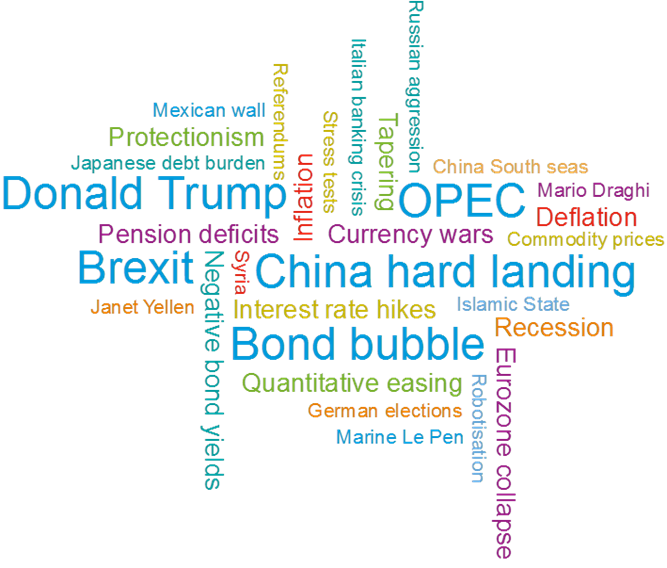 Russian aggression
Italian banking crisis
Referendums
Mexican wall
Stress tests
Tapering
Protectionism
Japanese debt burden
China South seas
Donald Trump
Inflation
OPEC
Mario Draghi
Deflation
Pension deficits
Currency wars
Commodity prices
Brexit
Negative bond yields
Syria
China hard landing
Janet Yellen
Interest rate hikes
Islamic State
Recession
Bond bubble
Eurozone collapse
Quantitative easing
Robotisation
German elections
Marine Le Pen